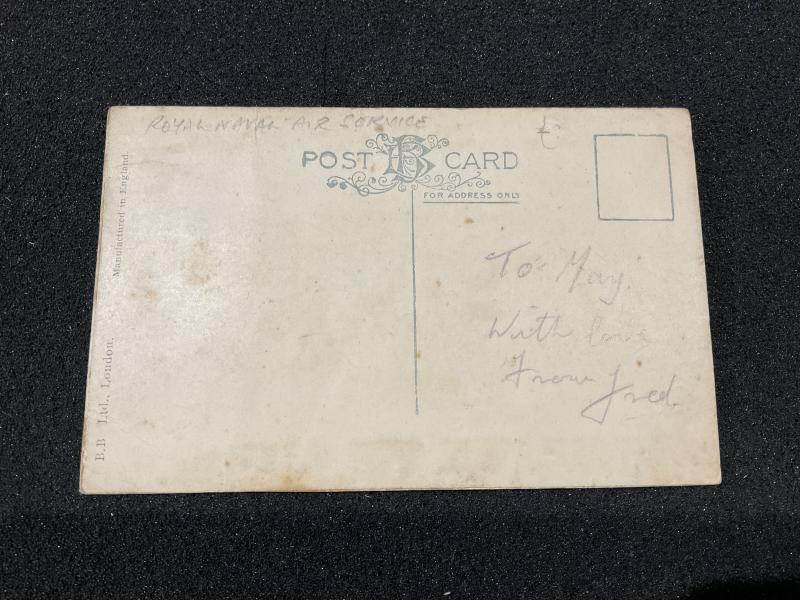 ROYAL NAVAL AIR SERVICE
£
POST BB CARD
FOR ADDRESS ONLY
Manufactured in England.
B.B Ltd., London.
To May.
With love
From Fred.